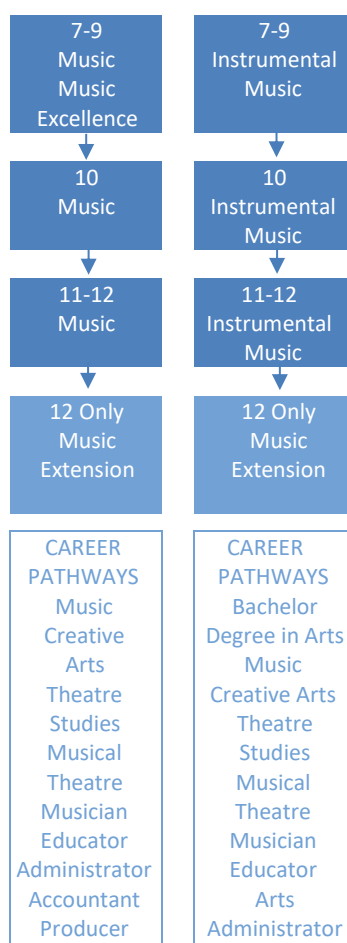 7-9
Music
Music
Excellence
10
Music
11-12
Music
12 Only
Music
Extension
CAREER
PATHWAYS
Music
Creative
Arts
Theatre
Studies
Musical
Theatre
Musician
Educator
Administrator
Accountant
Producer
7-9
Instrumental
Music
10
Instrumental
Music
11-12
Instrumental
Music
12 Only
Music
Extension
CAREER
PATHWAYS
Bachelor
Degree in Arts
Music
Creative Arts
Theatre
Studies
Musical
Theatre
Musician
Educator
Arts
Administrator